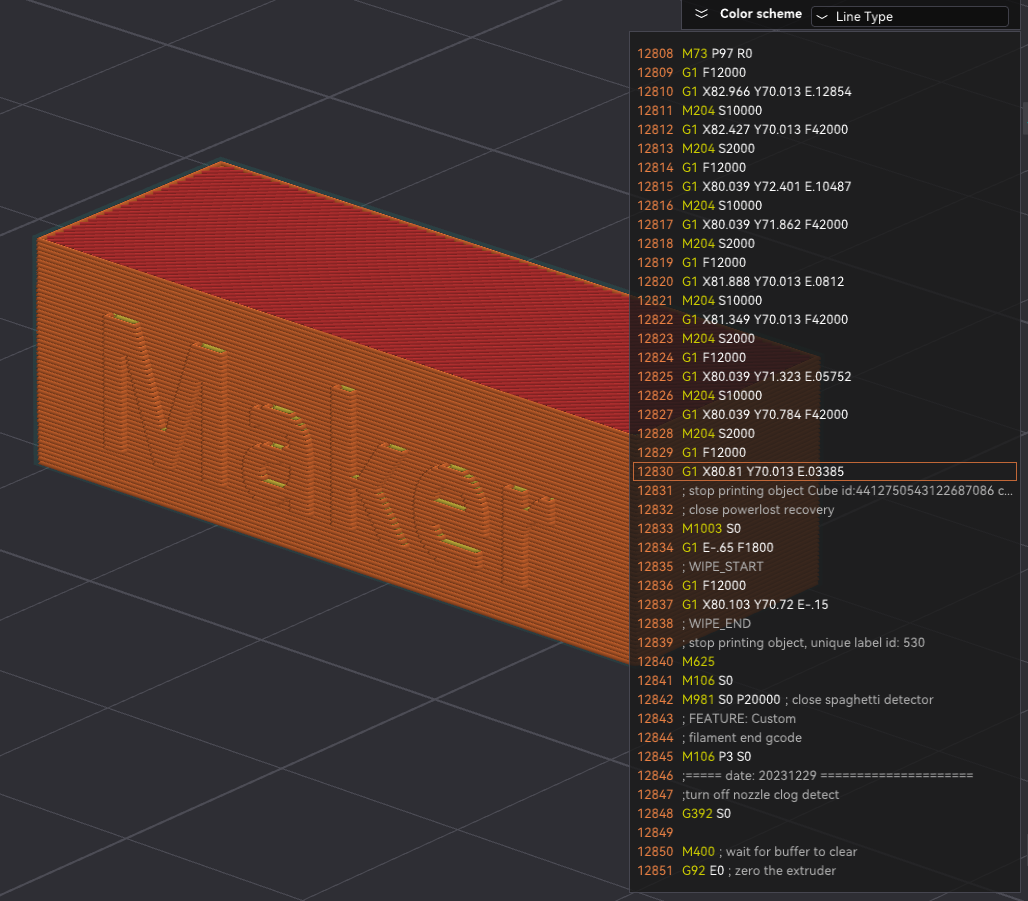 Color scheme
Line Type
12808 M73 P97 R0
12809 G1 F12000
12810 G1 X82.966 Y70.013 E.12854
12811 M204 S10000
12812 G1 X82.427 Y70.013 F42000
12813 M204 S2000
12814 G1 F12000
12815 G1 X80.039 Y72.401 E.10487
12816 M204 S10000
12817 G1 X80.039 Y71.862 F42000
12818 M204 S2000
12819 G1 F12000
12820 G1 X81.888 Y70.013 E.0812
12821 M204 S10000
12822 G1 X81.349 Y70.013 F42000
12823 M204 S2000
12824 G1 F12000
12825 G1 X80.039 Y71.323 E.05752
12826 M204 S10000
12827 G1 X80.039 Y70.784 F42000
12828 M204 S2000
12829 G1 F12000
12830 G1 X80.81 Y70.013 E.03385
12831 ; stop printing object Cube id:4412750543122687086 c...
12832 ; close powerlost recovery
12833 M1003 S0
12834 G1 E-.65 F1800
12835 ; WIPE_START
12836 G1 F12000
12837 G1 X80.103 Y70.72 E-.15
12838 ; WIPE_END
12839 ; stop printing object, unique label id: 530
12840 M625
12841 M106 S0
12842 M981 S0 P20000 ; close spaghetti detector
12843 ; FEATURE: Custom
12844 ; filament end gcode
12845 M106 P3 S0
12846 ;===== date: 20231229 =====================
12847 ;turn off nozzle clog detect
12848 G392 S0
12849
12850 M400 ; wait for buffer to clear
12851 G92 E0 ; zero the extruder
Maker